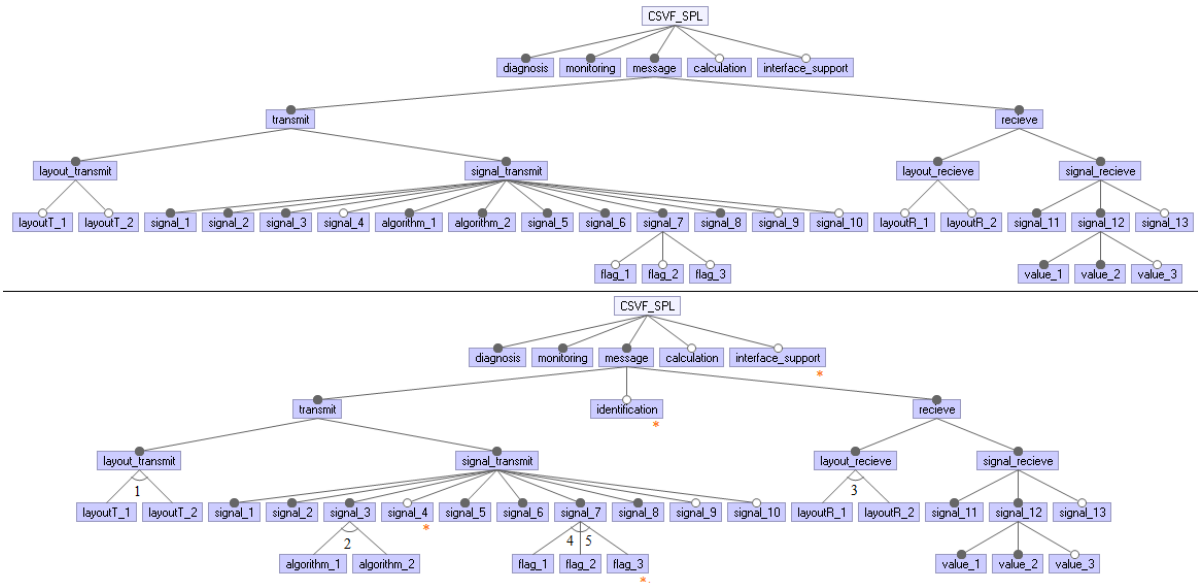 CSVF_SPL
diagnosis monitoring message calculation interface_support
transmit recieve
layout_transmit signal_transmit layout_recieve signal_recieve
layoutT_1 layoutT_2 signal_1 signal_2 signal_3 signal_4 algorithm_1 algorithm_2 signal_5 signal_6 signal_7 signal_8 signal_9 signal_10 layoutR_1 layoutR_2 signal_11 signal_12 signal_13
flag_1 flag_2 flag_3 value_1 value_2 value_3
CSVF_SPL
diagnosis monitoring message calculation interface_support
*
transmit identification recieve
*
layout_transmit signal_transmit layout_recieve signal_recieve
1 3
layoutT_1 layoutT_2 signal_1 signal_2 signal_3 signal_4 signal_5 signal_6 signal_7 signal_8 signal_9 signal_10 layoutR_1 layoutR_2 signal_11 signal_12 signal_13
*
2 4 5
algorithm_1 algorithm_2 flag_1 flag_2 flag_3 value_1 value_2 value_3
*